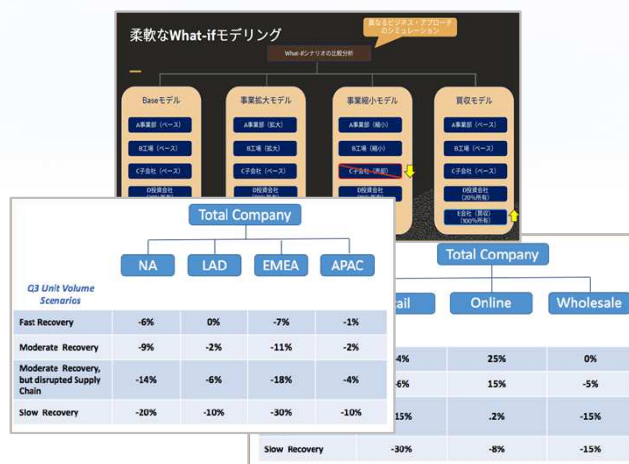 柔軟なWhat-ifモデリング
異なるビジネス・アプローチ
のシミュレーション
What-ifシナリオの比較分析
Baseモデル
A事業部（ベース）
B工場（ベース）
C子会社（ベース）
D投資会社
事業拡大モデル
A事業部（拡大）
B工場（拡大）
C子会社（ベース）
D投資会社
事業縮小モデル
A事業部（縮小）
B工場（縮小）
C子会社（売却）
D投資会社
買収モデル
A事業部（ベース）
B工場（ベース）
C子会社（ベース）
D投資会社
(20%所有)
E会社（買収）
(100%所有)
Total Company
NA LAD EMEA APAC
Q3 Unit Volume
Scenarios
Fast Recovery -6% 0% -7% -1%
Moderate Recovery -9% -2% -11% -2%
Moderate Recovery,
but disrupted Supply
Chain
-14% -6% -18% -4%
Slow Recovery -20% -10% -30% -10%
Total Company
ail Online Wholesale
4% 25% 0%
6% 15% -5%
15% .2% -15%
Slow Recovery -30% -8% -15%